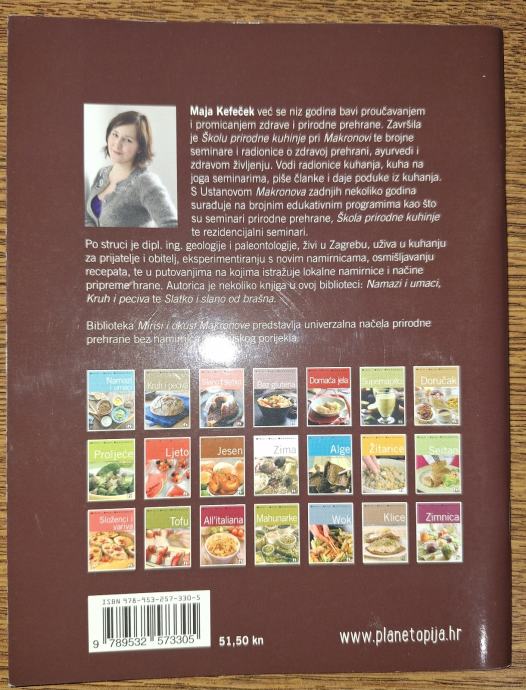 Maja Kefeček već se niz godina bavi proučavanjem
i promicanjem zdrave i prirodne prehrane. Završila
je Školu prirodne kuhinje pri Makronovi te brojne
seminare i radionice o zdravoj prehrani, ayurvedi i
zdravom življenju. Vodi radionice kuhanja, kuha na
joga seminarima, piše članke i daje poduke iz kuhanja.
S Ustanovom Makronova zadnjih nekoliko godina
surađuje na brojnim edukativnim programima kao što
su seminari prirodne prehrane, Škola prirodne kuhinje
te rezidencijalni seminari.
Po struci je dipl. ing. geologije i paleontologije, živi u Zagrebu, uživa u kuhanju
za prijatelje i obitelj, eksperimentiranju s novim namirnicama, osmišljavanju
recepata, te u putovanjima na kojima istražuje lokalne namirnice i načine
pripreme hrane. Autorica je nekoliko knjiga u ovoj biblioteci: Namazi i umaci,
Kruh i peciva te Slatko i slano od brašna.
Biblioteka Mirisi i okusi Makronove predstavlja univerzalna načela prirodne
prehrane bez namirnica porijekla.
Namazi i umaci Kruh i peciva Bez glutena Domaća jela Doručak
Proljeće Ljeto Jesen Zima Alge Žitarice Seitan
Složenci i variva Tofu All'italiana Mahunarke Wok Klice Zimnica
ISBN 978-953-257-330-5
9 789532 573305
51,50 kn
www.planetopija.hr